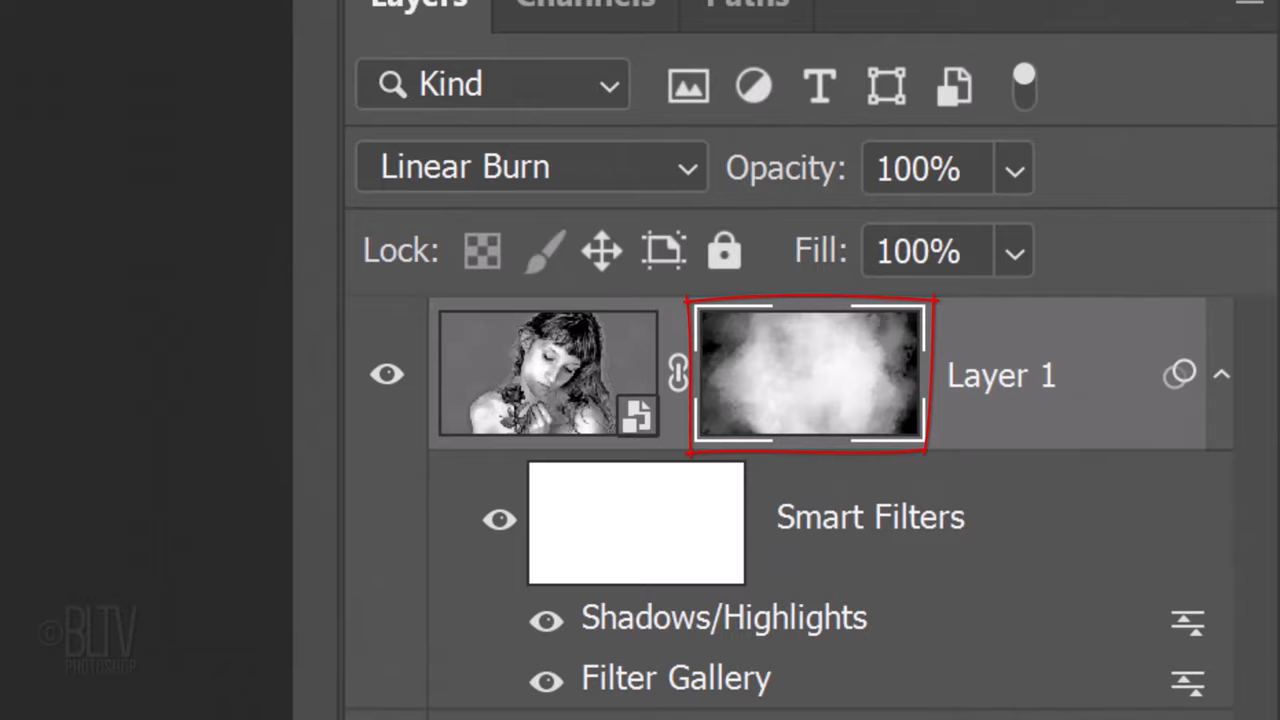 Layers Channels Paths
Kind
Linear Burn Opacity: 100%
Lock: Fill: 100%
Layer 1
Smart Filters
Shadows/Highlights
Filter Gallery
©BLTV
PHOTOSHOP